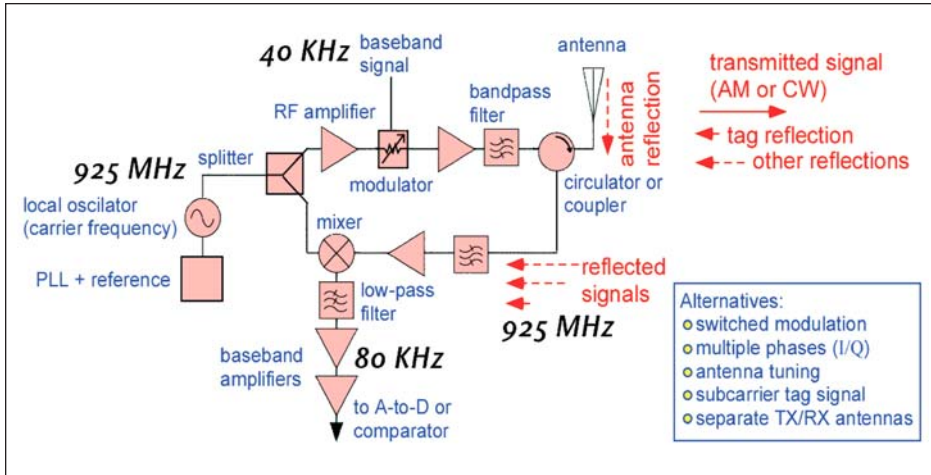 40 KHz
baseband
signal
antenna
transmitted signal
(AM or CW)
RF amplifier
bandpass
filter
antenna
reflection
tag reflection
other reflections
925 MHz
splitter
modulator
circulator or
coupler
local oscilator
(carrier frequency)
mixer
PLL + reference
reflected
signals
low-pass
filter
925 MHz
baseband
amplifiers
80 KHz
to A-to-D or
comparator
Alternatives:
switched modulation
multiple phases (I/Q)
antenna tuning
subcarrier tag signal
separate TX/RX antennas